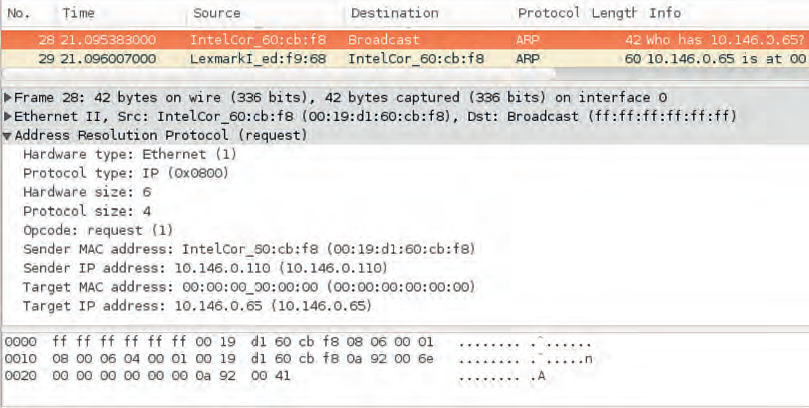 No. Time Source Destination Protocol Length Info
28 21.095383000 IntelCor_60:cb:f8 Broadcast ARP 42 Who has 10.146.0.65?
29 21.096007000 LexmarkI_ed:f9:68 IntelCor_60:cb:f8 ARP 60 10.146.0.65 is at 00
Frame 28: 42 bytes on wire (336 bits), 42 bytes captured (336 bits) on interface 0
Ethernet II, Src: IntelCor_60:cb:f8 (00:19:d1:60:cb:f8), Dst: Broadcast (ff:ff:ff:ff:ff:ff)
Address Resolution Protocol (request)
Hardware type: Ethernet (1)
Protocol type: IP (0x0800)
Hardware size: 6
Protocol size: 4
Opcode: request (1)
Sender MAC address: IntelCor_60:cb:f8 (00:19:d1:60:cb:f8)
Sender IP address: 10.146.0.110 (10.146.0.110)
Target MAC address: 00:00:00_00:00:00 (00:00:00:00:00:00)
Target IP address: 10.146.0.65 (10.146.0.65)
0000 ff ff ff ff ff ff 00 19 d1 60 cb f8 08 06 00 01 ........ .`......
0010 08 00 06 04 00 01 00 19 d1 60 cb f8 0a 92 00 6e ........ .`.....n
0020 00 00 00 00 00 00 0a 92 00 41 ........ .A